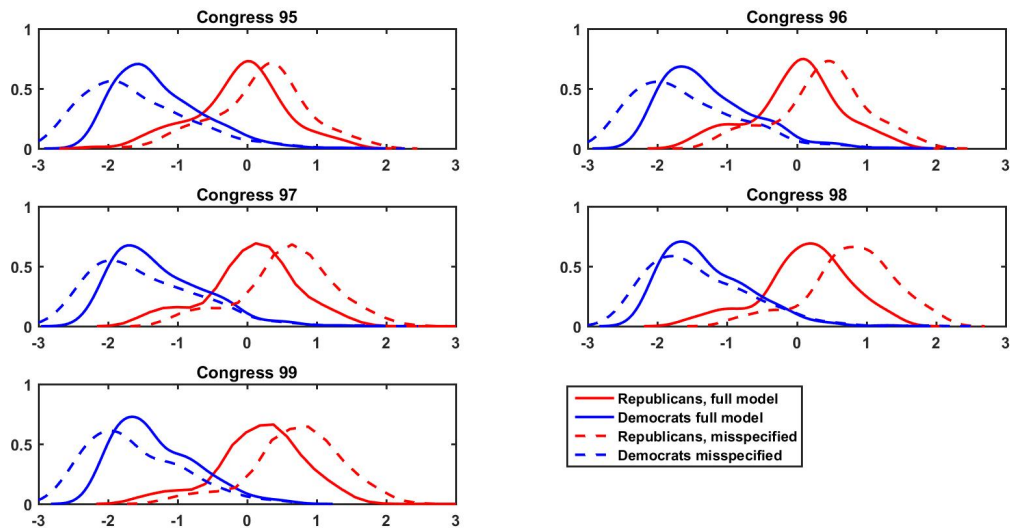 Congress 95
1
0.5
0
-3 -2 -1 0 1 2 3
Congress 96
1
0.5
0
-3 -2 -1 0 1 2 3
Congress 97
1
0.5
0
-3 -2 -1 0 1 2 3
Congress 98
1
0.5
0
-3 -2 -1 0 1 2 3
Congress 99
1
0.5
0
-3 -2 -1 0 1 2 3
Republicans, full model
Democrats full model
Republicans, misspecified
Democrats misspecified